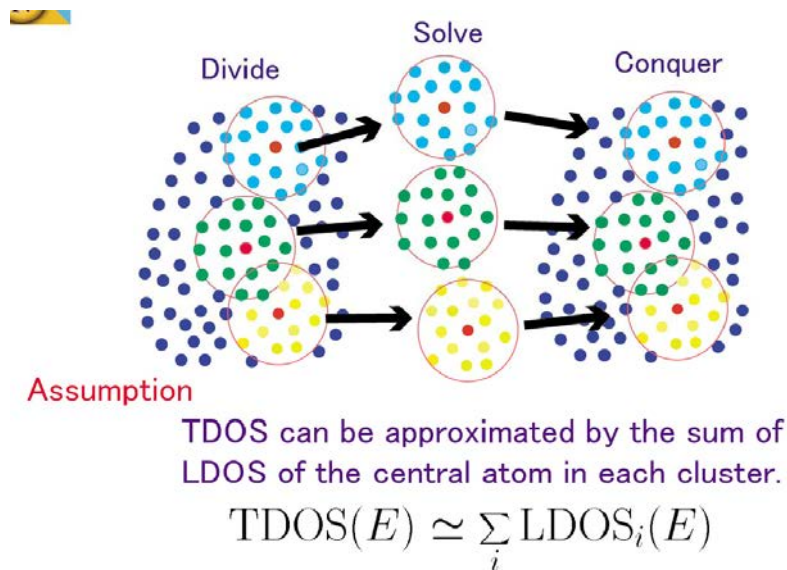 Divide
Solve
Conquer
Assumption
TDOS can be approximated by the sum of
LDOS of the central atom in each cluster.
TDOS(E) ≃ ∑_i LDOS_i(E)